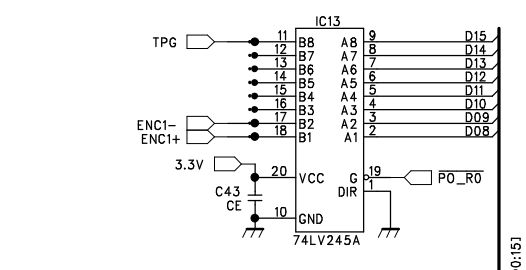 IC13
TPG 11 B8 A8 9 D15
12 B7 A7 8 D14
13 B6 A6 7 D13
14 B5 A5 6 D12
15 B4 A4 5 D11
16 B3 A3 4 D10
ENC1- 17 B2 A2 3 D09
ENC1+ 18 B1 A1 2 D08
3.3V 20 VCC G 19 P0_R0
DIR 1
C43
CE
10 GND
74LV245A
0:15]